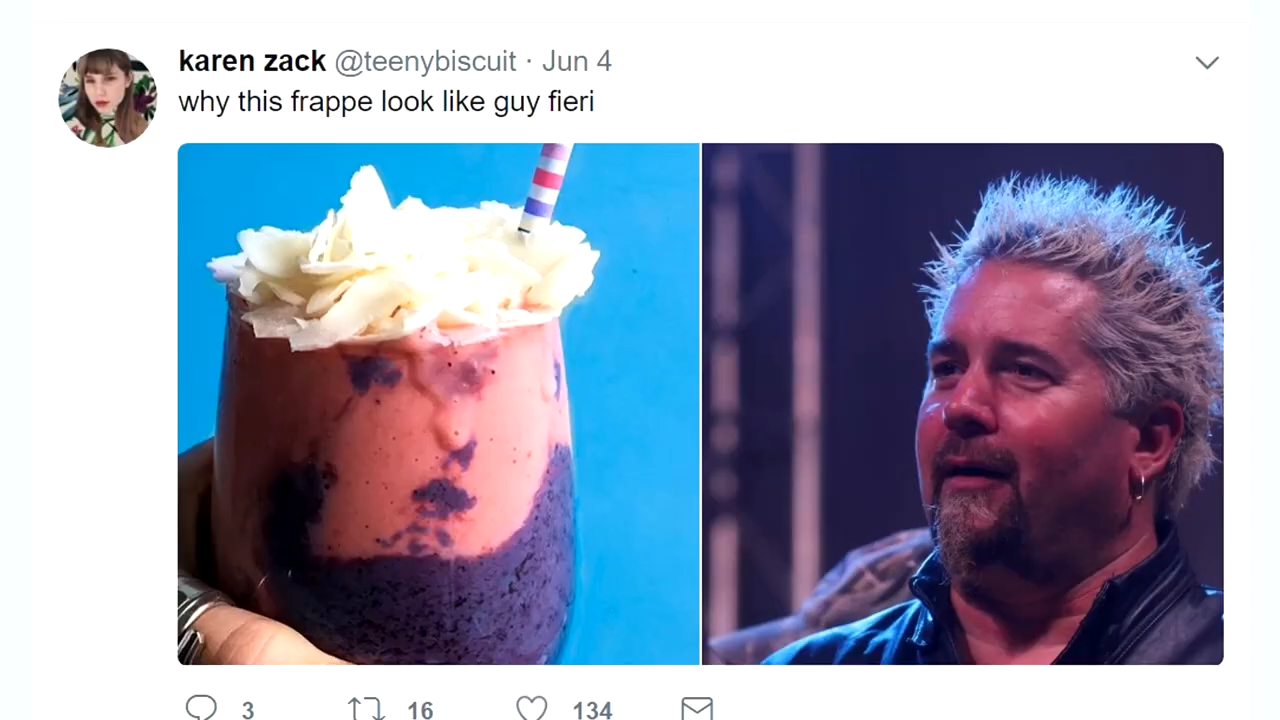 karen zack @teenybiscuit · Jun 4
why this frappe look like guy fieri
3 16 134